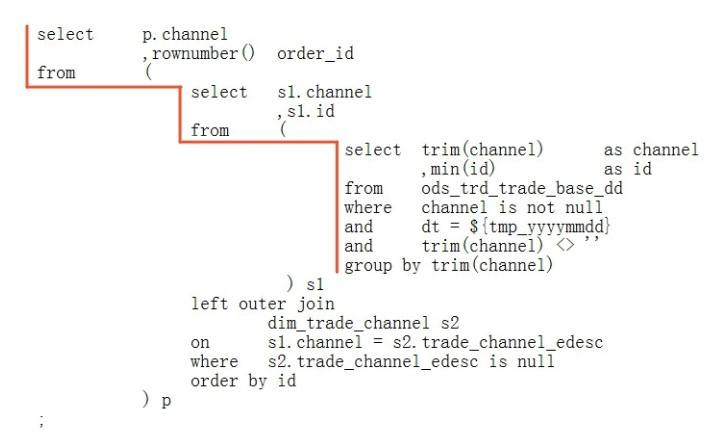 select p.channel
,rownumber() order_id
from (
select s1.channel
,s1.id
from (
select trim(channel) as channel
,min(id) as id
from ods_trd_trade_base_dd
where channel is not null
and dt = ${tmp_yyyymmdd}
and trim(channel) <> ''
group by trim(channel)
) s1
left outer join
dim_trade_channel s2
on s1.channel = s2.trade_channel_edesc
where s2.trade_channel_edesc is null
order by id
) p
;